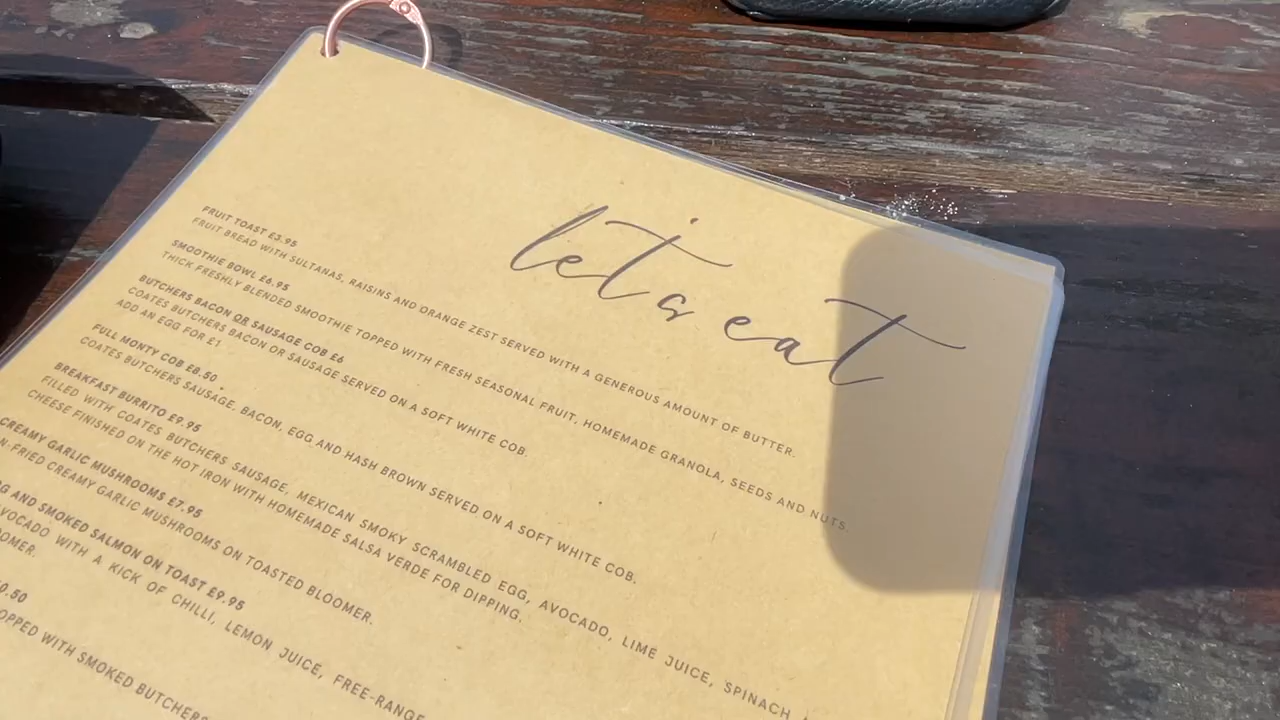 let's eat
FRUIT TOAST £3.95
FRUIT BREAD WITH SULTANAS, RAISINS AND ORANGE ZEST SERVED WITH A GENEROUS AMOUNT OF BUTTER.
SMOOTHIE BOWL £6.95
THICK FRESHLY BLENDED SMOOTHIE TOPPED WITH FRESH SEASONAL FRUIT, HOMEMADE GRANOLA, SEEDS AND NUTS.
BUTCHERS BACON OR SAUSAGE COB £6
COATES BUTCHERS BACON OR SAUSAGE SERVED ON A SOFT WHITE COB.
ADD AN EGG FOR £1
FULL MONTY COB £8.50
COATES BUTCHERS SAUSAGE, BACON, EGG AND HASH BROWN SERVED ON A SOFT WHITE COB.
BREAKFAST BURRITO £9.95
FILLED WITH COATES BUTCHERS SAUSAGE, MEXICAN SMOKY SCRAMBLED EGG, AVOCADO, LIME JUICE, SPINACH
CHEESE FINISHED ON THE HOT IRON WITH HOMEMADE SALSA VERDE FOR DIPPING.
CREAMY GARLIC MUSHROOMS £7.95
N-FRIED CREAMY GARLIC MUSHROOMS ON TOASTED BLOOMER.
AND SMOKED SALMON ON TOAST £9.95
AVOCADO WITH A KICK OF CHILLI, LEMON JUICE, FREE-RANGE
OOMER.
0.50
OPPED WITH SMOKED BUTCHERS